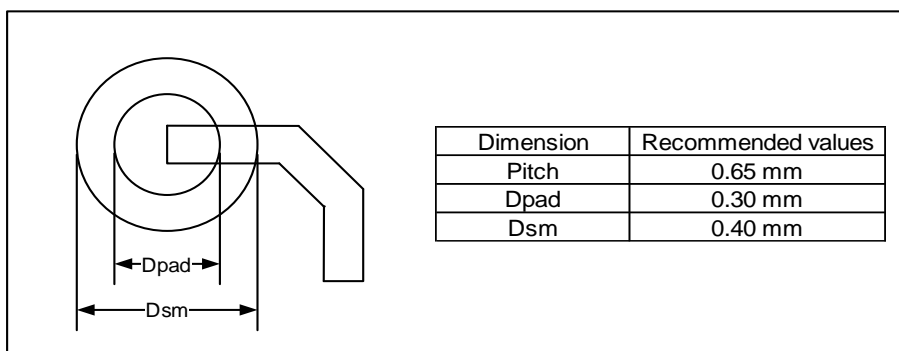 Dpad
Dsm
Dimension Recommended values
Pitch 0.65 mm
Dpad 0.30 mm
Dsm 0.40 mm